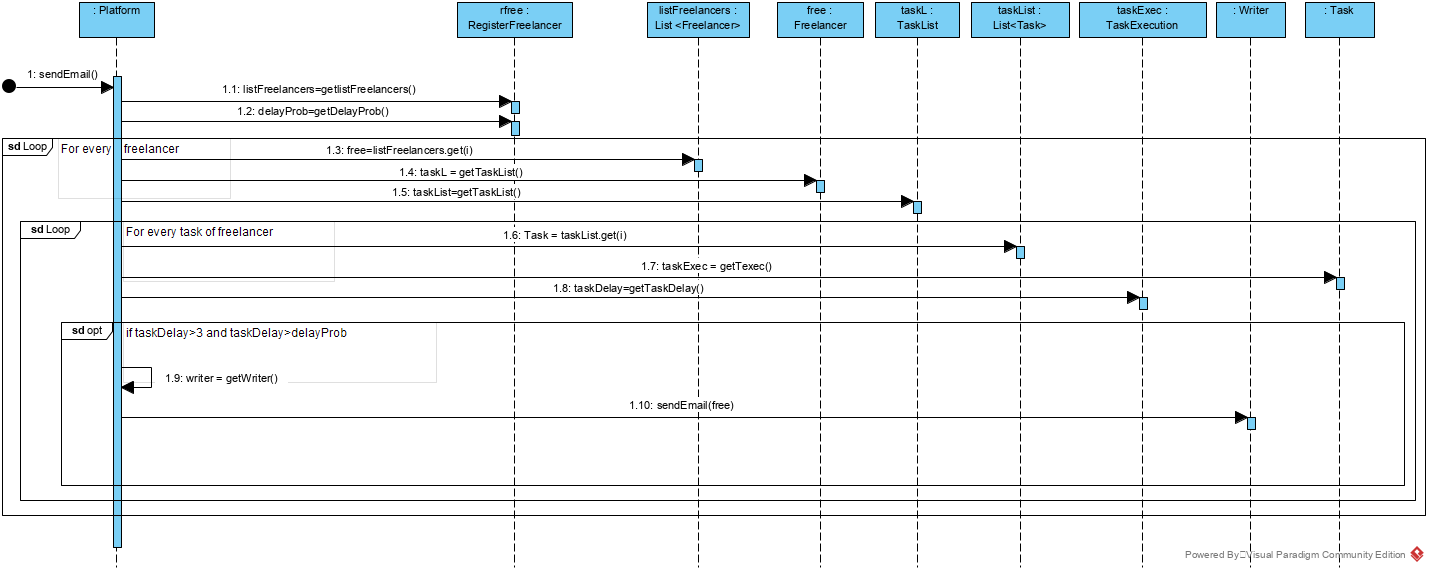 : Platform
rfree :
RegisterFreelancer
listFreelancers :
List <Freelancer>
free :
Freelancer
taskL :
TaskList
taskList :
List<Task>
taskExec :
TaskExecution
: Writer
: Task
1: sendEmail()
1.1: listFreelancers=getlistFreelancers()
1.2: delayProb=getDelayProb()
sd Loop
For every freelancer
1.3: free=listFreelancers.get(i)
1.4: taskL = getTaskList()
1.5: taskList=getTaskList()
sd Loop
For every task of freelancer
1.6: Task = taskList.get(i)
1.7: taskExec = getTexec()
1.8: taskDelay=getTaskDelay()
sd opt
if taskDelay>3 and taskDelay>delayProb
1.9: writer = getWriter()
1.10: sendEmail(free)
Powered By Visual Paradigm Community Edition